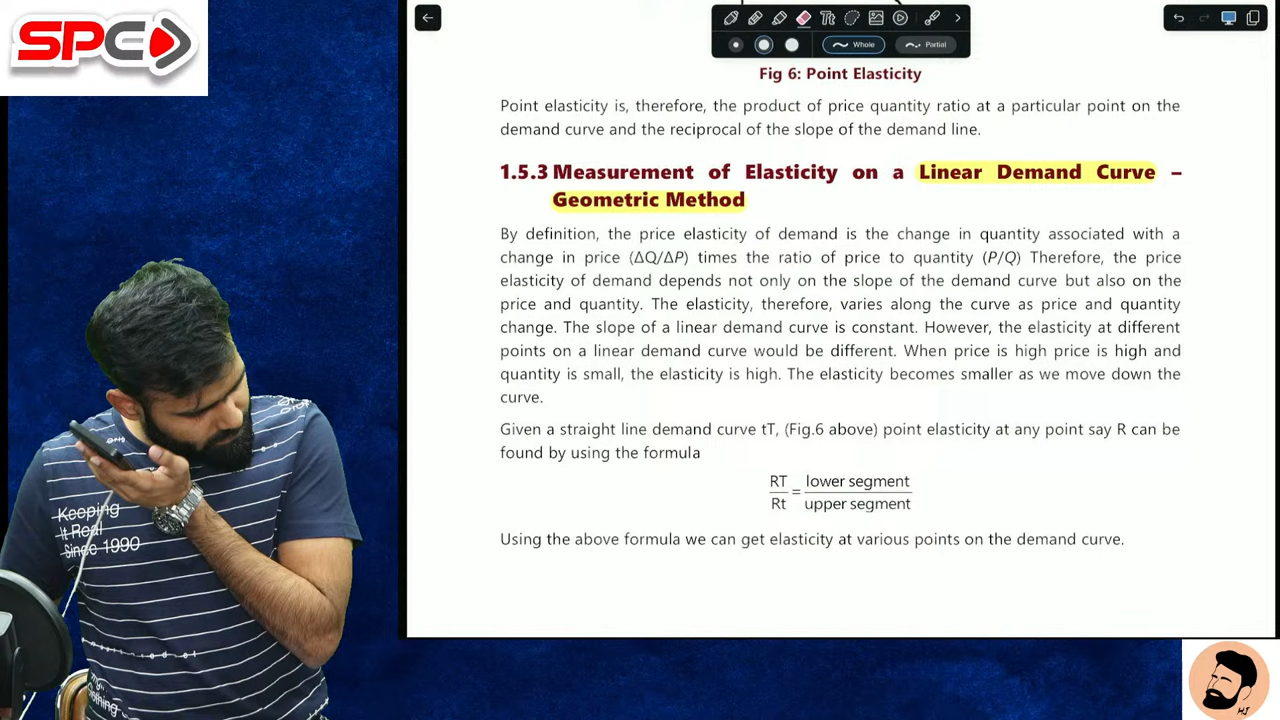 SPC
Whole
Partial
Fig 6: Point Elasticity
Point elasticity is, therefore, the product of price quantity ratio at a particular point on the
demand curve and the reciprocal of the slope of the demand line.
1.5.3 Measurement of Elasticity on a Linear Demand Curve –
Geometric Method
By definition, the price elasticity of demand is the change in quantity associated with a
change in price (ΔQ/ΔP) times the ratio of price to quantity (P/Q) Therefore, the price
elasticity of demand depends not only on the slope of the demand curve but also on the
price and quantity. The elasticity, therefore, varies along the curve as price and quantity
change. The slope of a linear demand curve is constant. However, the elasticity at different
points on a linear demand curve would be different. When price is high price is high and
quantity is small, the elasticity is high. The elasticity becomes smaller as we move down the
curve.
Given a straight line demand curve tT, (Fig.6 above) point elasticity at any point say R can be
found by using the formula
RT/Rt = lower segment/upper segment
Using the above formula we can get elasticity at various points on the demand curve.
Keeping
It Real
Since 1990
HJ